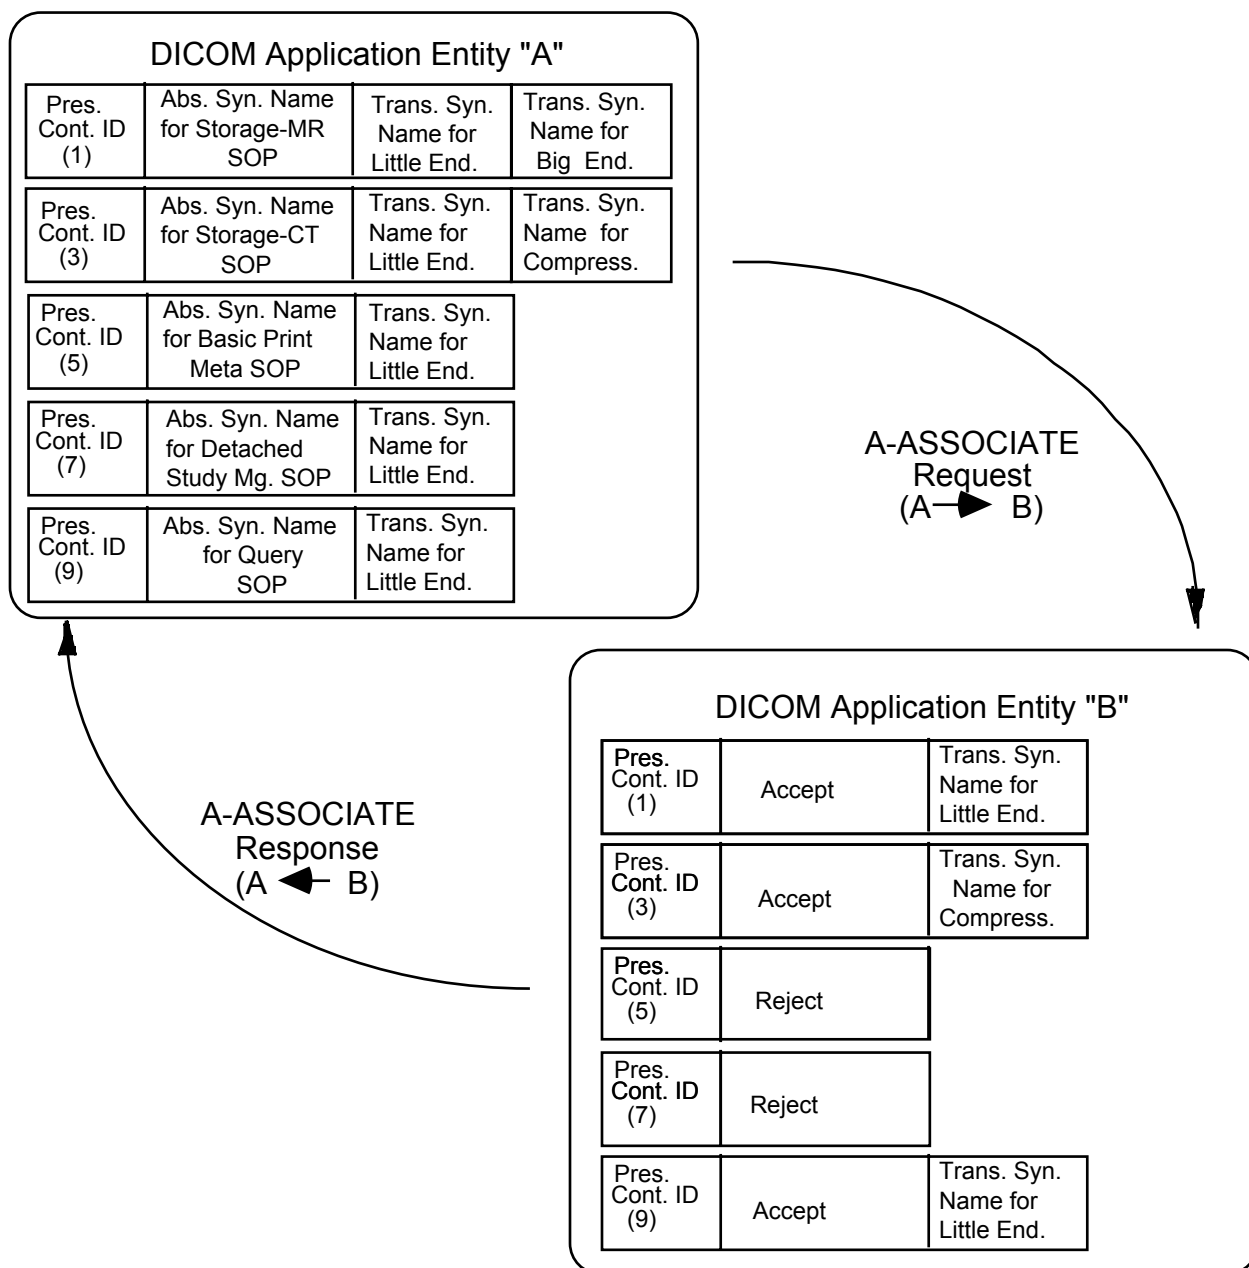 DICOM Application Entity "A"
Pres.
Cont. ID
(1)
Abs. Syn. Name
for Storage-MR
SOP
Trans. Syn.
Name for
Little End.
Trans. Syn.
Name for
Big End.
Pres.
Cont. ID
(3)
Abs. Syn. Name
for Storage-CT
SOP
Trans. Syn.
Name for
Little End.
Trans. Syn.
Name for
Compress.
Pres.
Cont. ID
(5)
Abs. Syn. Name
for Basic Print
Meta SOP
Trans. Syn.
Name for
Little End.
Pres.
Cont. ID
(7)
Abs. Syn. Name
for Detached
Study Mg. SOP
Trans. Syn.
Name for
Little End.
Pres.
Cont. ID
(9)
Abs. Syn. Name
for Query
SOP
Trans. Syn.
Name for
Little End.
A-ASSOCIATE
Request
(A B)
A-ASSOCIATE
Response
(A B)
DICOM Application Entity "B"
Pres.
Cont. ID
(1)
Accept
Trans. Syn.
Name for
Little End.
Pres.
Cont. ID
(3)
Accept
Trans. Syn.
Name for
Compress.
Pres.
Cont. ID
(5)
Reject
Pres.
Cont. ID
(7)
Reject
Pres.
Cont. ID
(9)
Accept
Trans. Syn.
Name for
Little End.